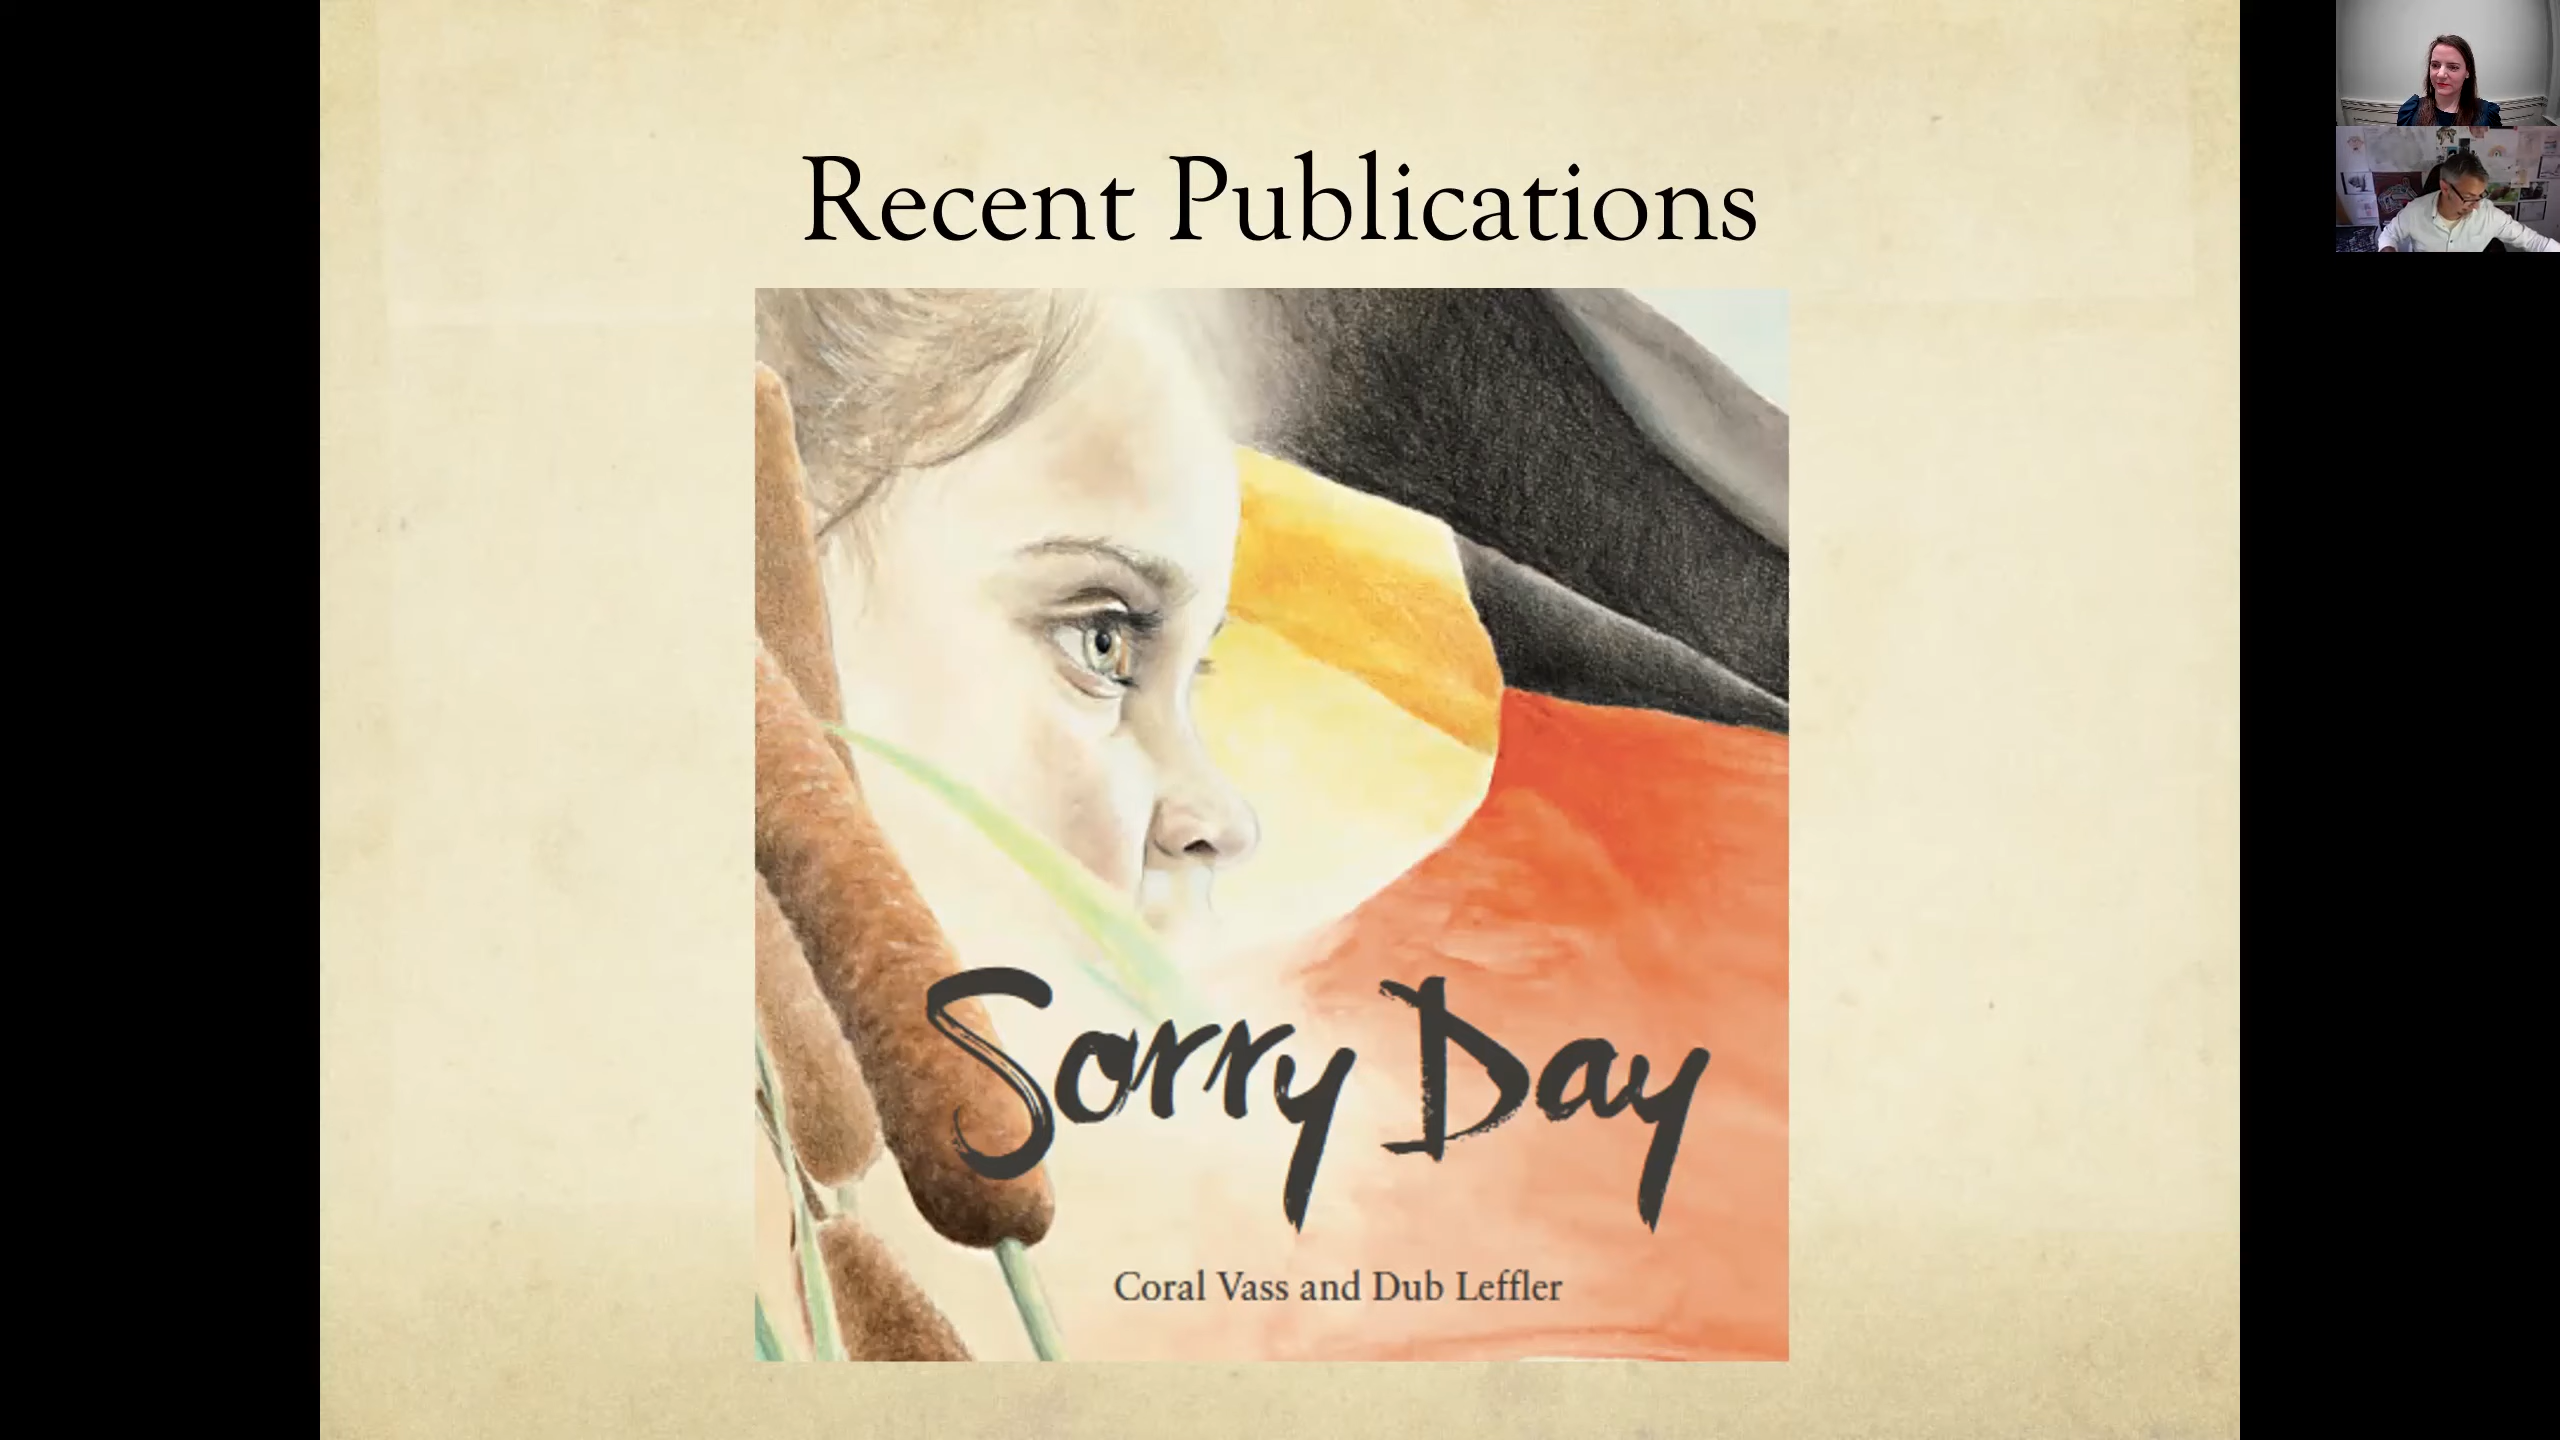 Recent Publications
Sorry Day
Coral Vass and Dub Leffler